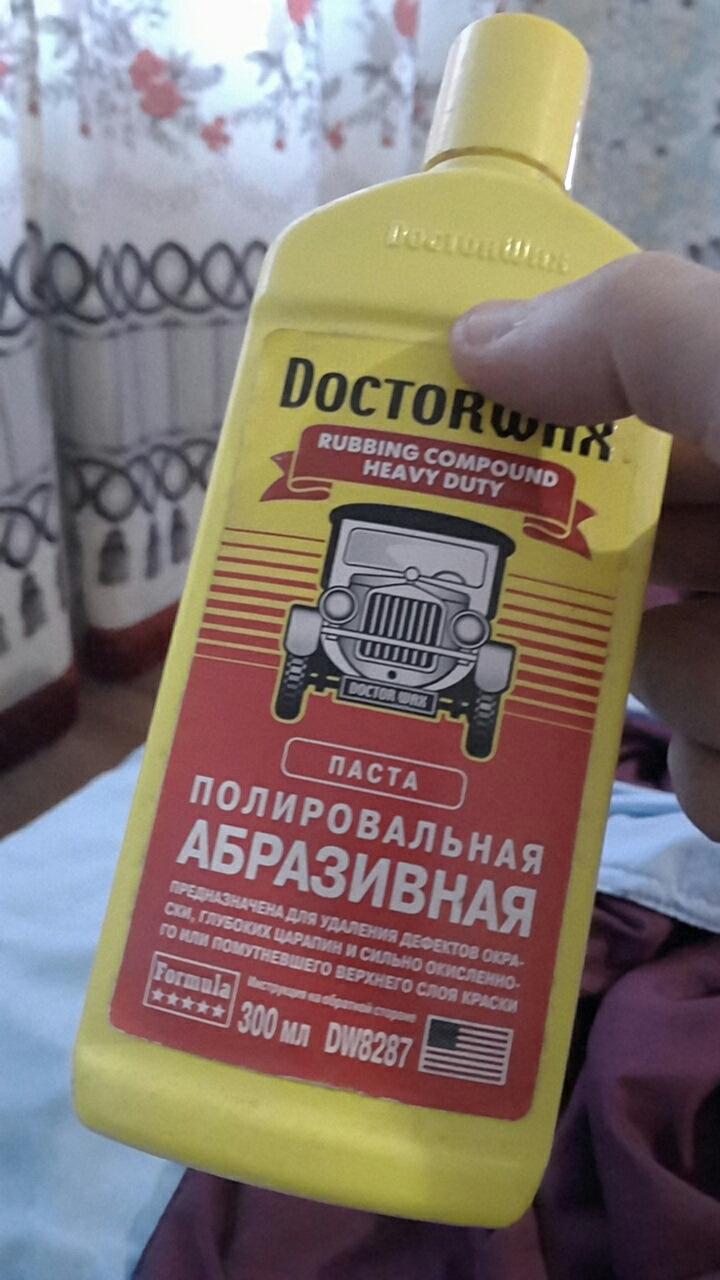 DOCTORWAX
DOCTORWAX
RUBBING COMPOUND
HEAVY DUTY
DOCTOR WAX
ПАСТА
ПОЛИРОВАЛЬНАЯ
АБРАЗИВНАЯ
ПРЕДНАЗНАЧЕНА ДЛЯ УДАЛЕНИЯ ДЕФЕКТОВ ОКРА-
СКИ, ГЛУБОКИХ ЦАРАПИН И СИЛЬНО ОКИСЛЕННО-
ГО ИЛИ ПОМУТНЕВШЕГО ВЕРХНЕГО СЛОЯ КРАСКИ
Formula
Инструкция на обратной стороне
300 мл DW8287